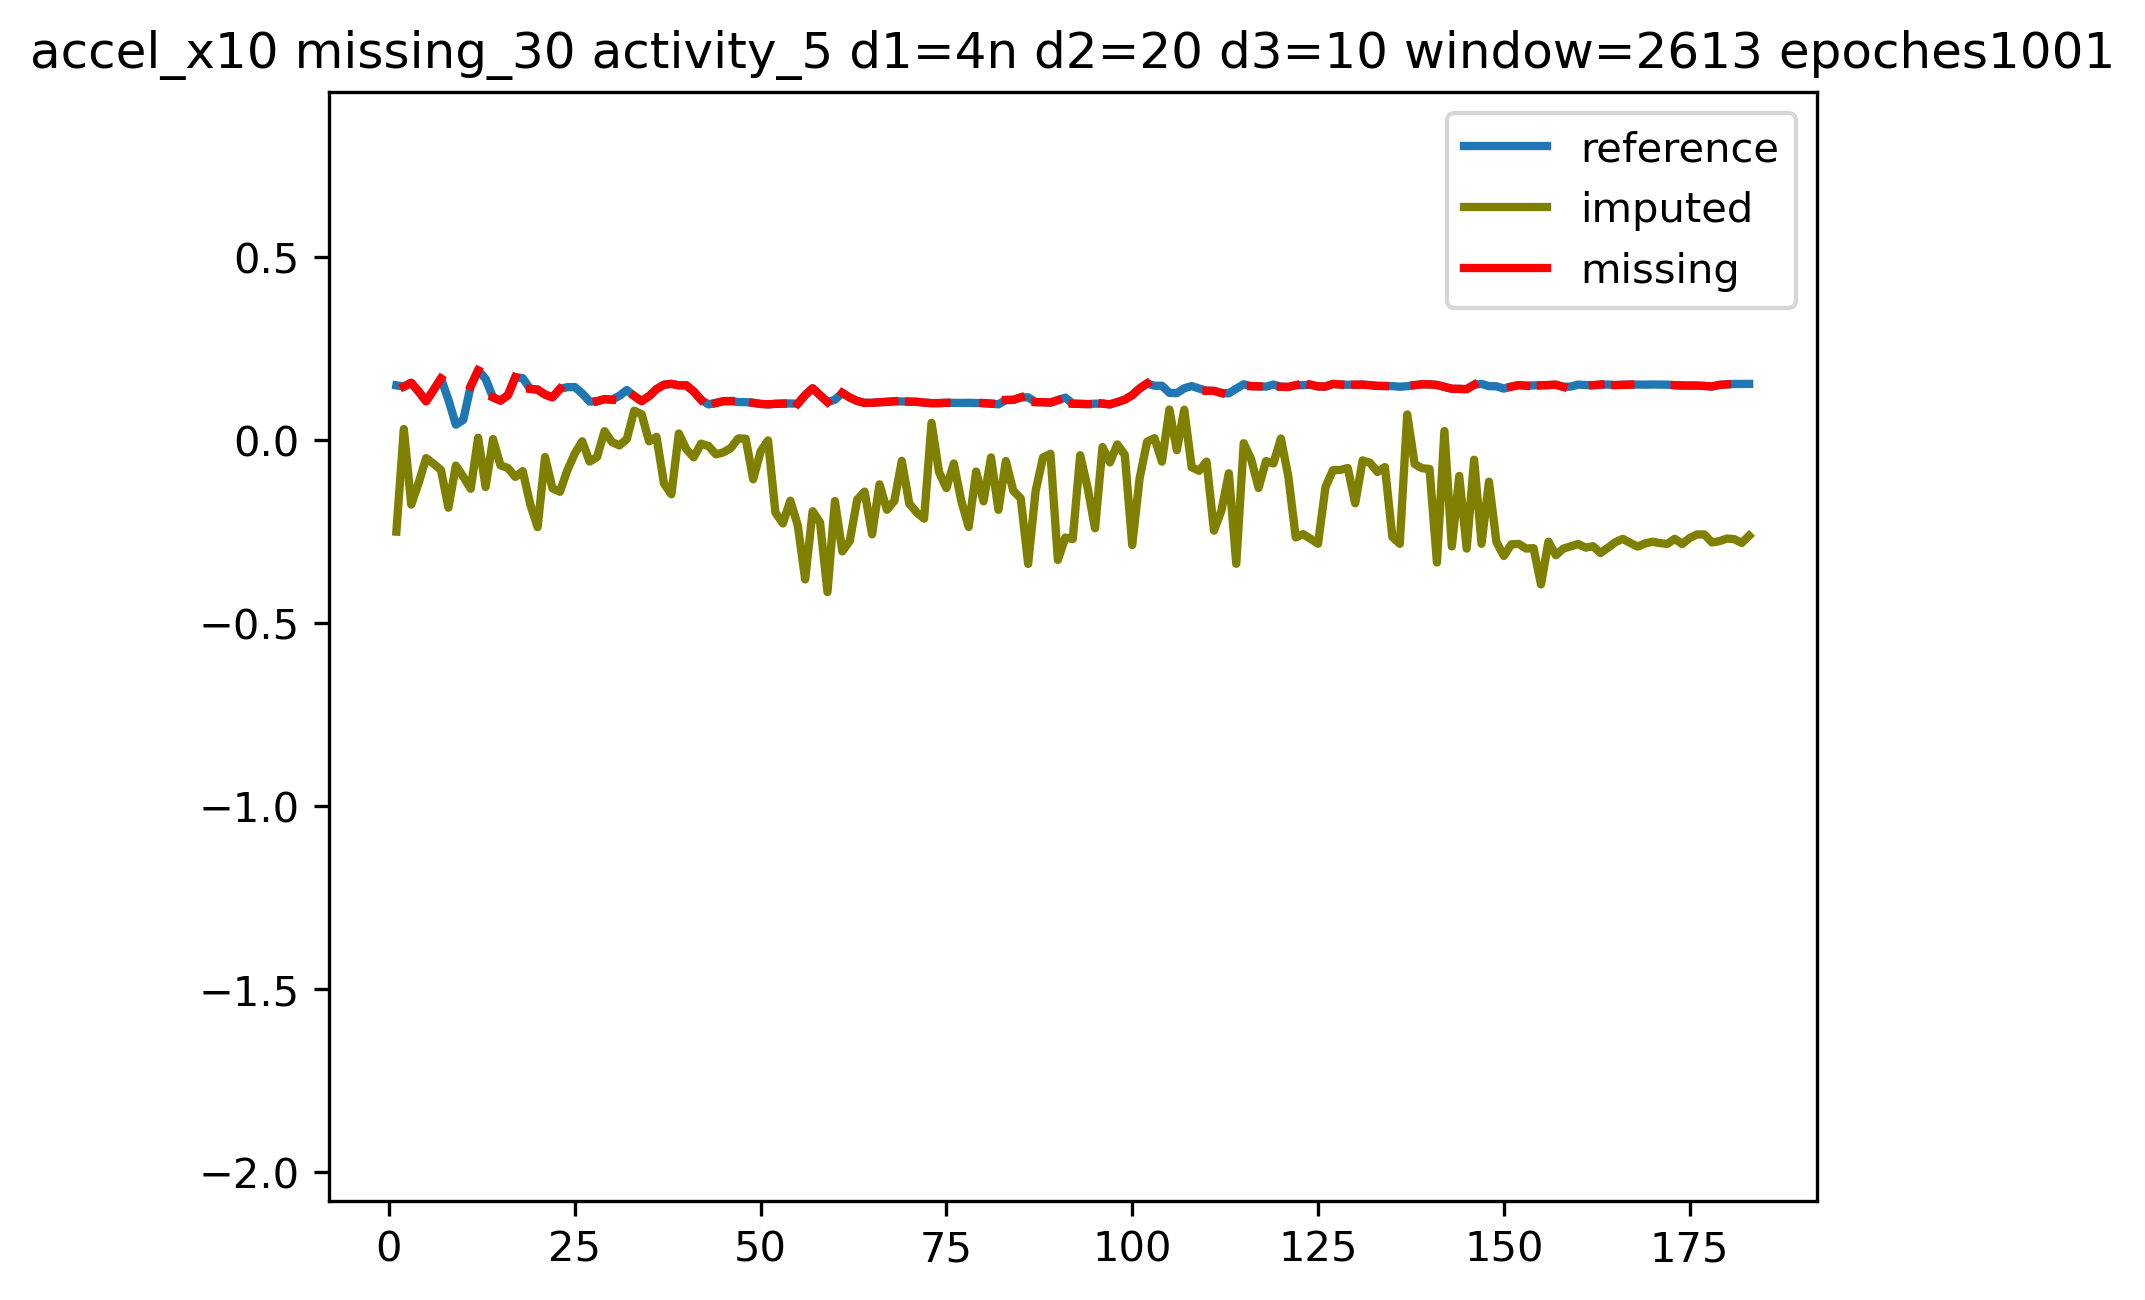 accel_x10 missing_30 activity_5 d1=4n d2=20 d3=10 window=2613 epoches1001
reference
imputed
missing
0.5
0.0
−0.5
−1.0
−1.5
−2.0
0 25 50 75 100 125 150 175